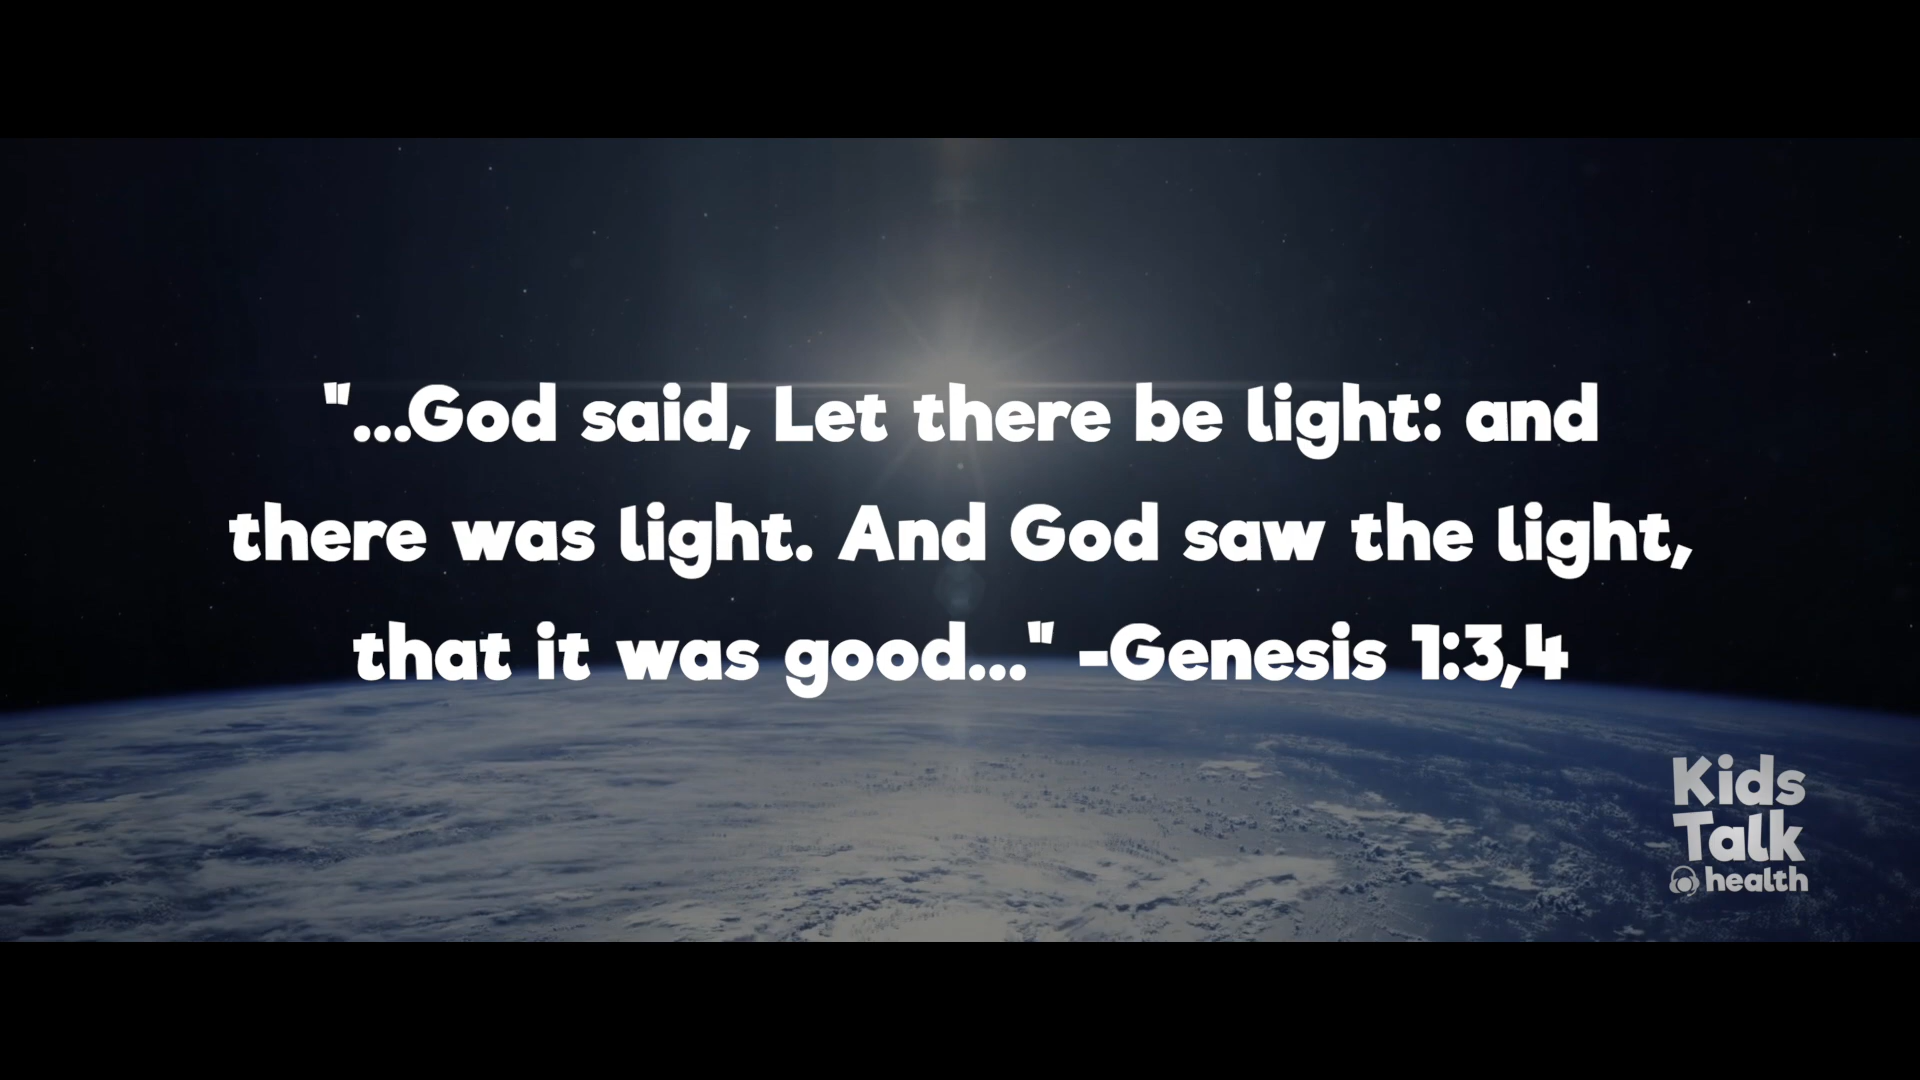 "...God said, Let there be light: and
there was light. And God saw the light,
that it was good..." -Genesis 1:3,4
Kids
Talk
health